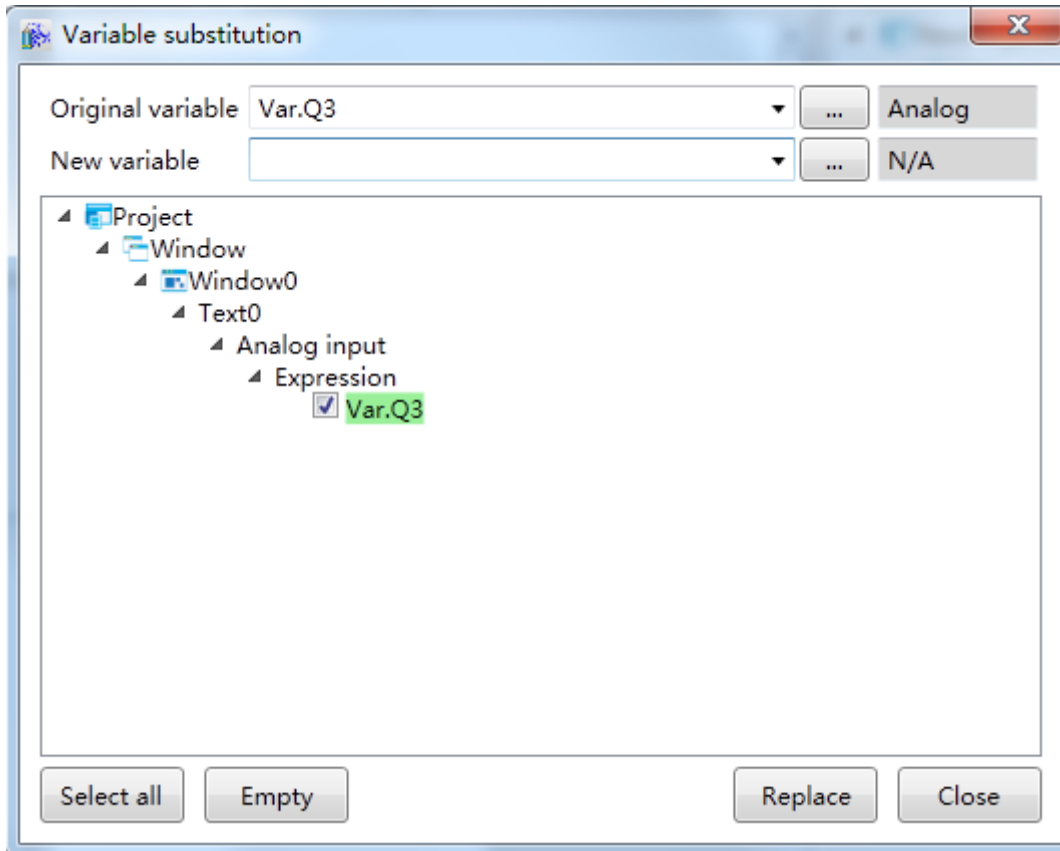 Variable substitution
Original variable Var.Q3 ... Analog
New variable ... N/A
Project
Window
Window0
Text0
Analog input
Expression
Var.Q3
Select all Empty Replace Close